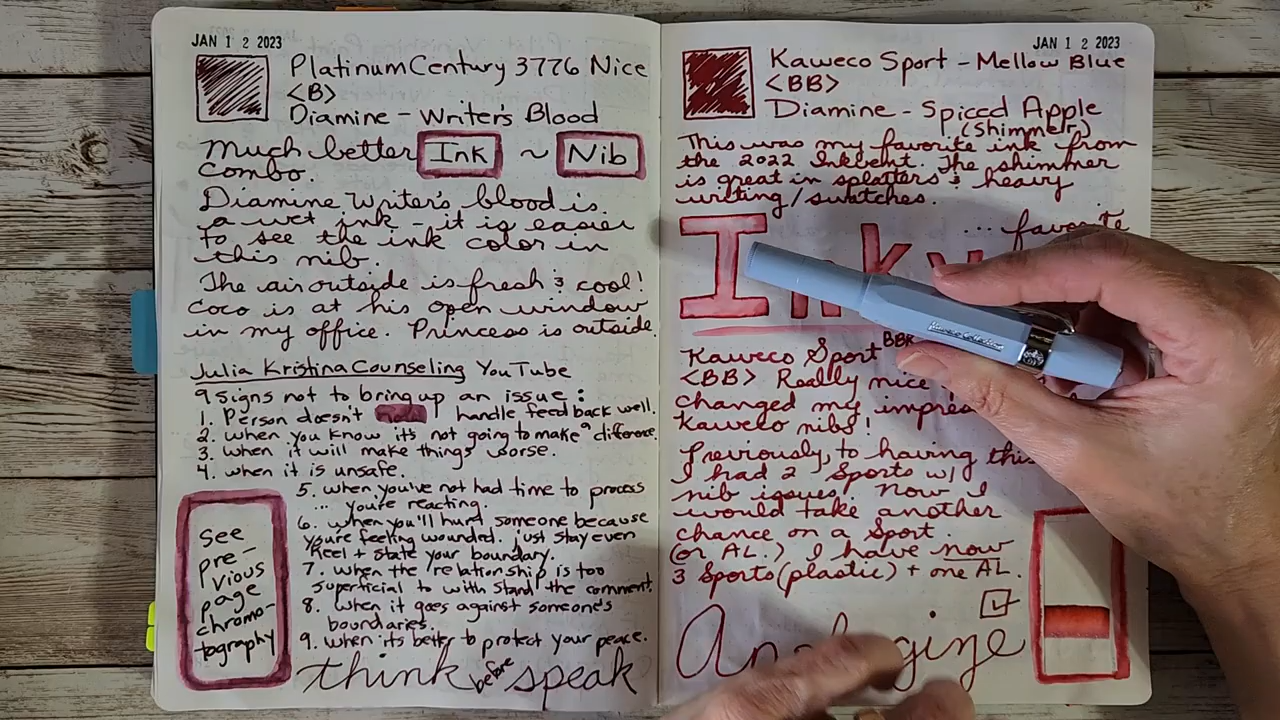 JAN 1 2 2023
Platinum Century 3776 Nice
<B>
Diamine - Writer's Blood
Much better Ink ~ Nib
combo.
Diamine Writer's blood is
a wet ink - it is easier
to see the ink color in
this nib.
The air outside is fresh & cool!
Coco is at his open window
in my office. Princess is outside.
Julia Kristina Counseling YouTube
9 signs not to bring up an issue:
1. Person doesn't handle feedback well.
2. when you know it's not going to make a difference.
3. when it will make things worse.
4. when it is unsafe.
5. when you've not had time to process
... you're reacting.
6. when you'll hurt someone because
you're feeling wounded. just stay even
keel + state your boundary.
7. when the relationship is too
superficial to with stand the comment.
8. when it goes against someone's
boundaries.
9. when it's better to protect your peace.
see
pre-
vious
page
chroma-
tography
think before speak
JAN 1 2 2023
Kaweco Sport - Mellow Blue
<BB>
Diamine - Spiced Apple
(shimmer)
This was my favorite ink from
the 2022 Inkvent. The shimmer
is great in splatters & heavy
writing/swatches.
... favorite
Inky
Kaweco Sport BBR
<BB> Really nice
changed my
Kaweco nibs!
Previously to having this
I had 2 Sports w/
nib issues. Now I
would take another
chance on a Sport.
(or AL.) I have now
3 Sports (plastic) + one AL.
Kaweco